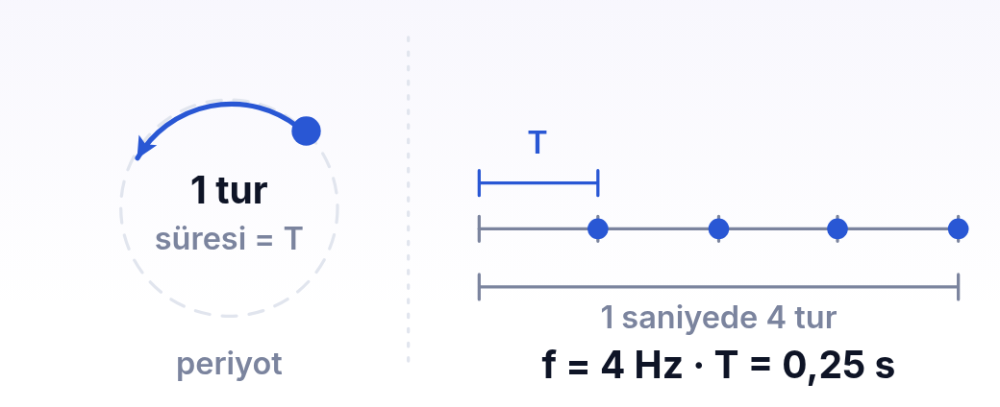 1 tur
süresi = T
periyot
T
1 saniyede 4 tur
f = 4 Hz · T = 0,25 s